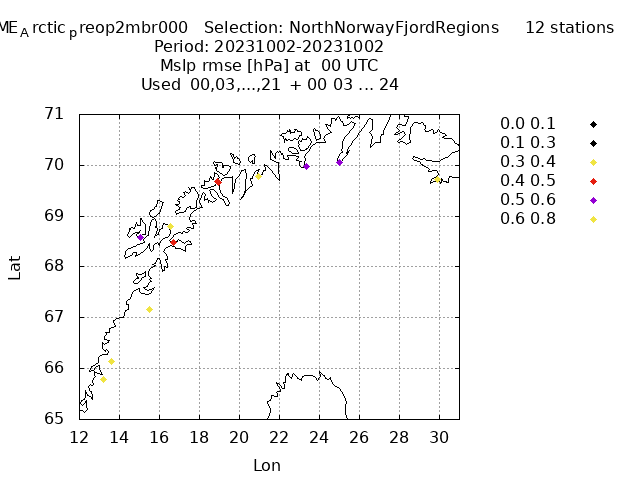 ME_Arctic_preop2mbr000 Selection: NorthNorwayFjordRegions 12 stations
Period: 20231002-20231002
Mslp rmse [hPa] at 00 UTC
Used 00,03,...,21 + 00 03 ... 24
71
70
69
68
67
66
65
Lat
12 14 16 18 20 22 24 26 28 30
Lon
0.0 0.1
0.1 0.3
0.3 0.4
0.4 0.5
0.5 0.6
0.6 0.8